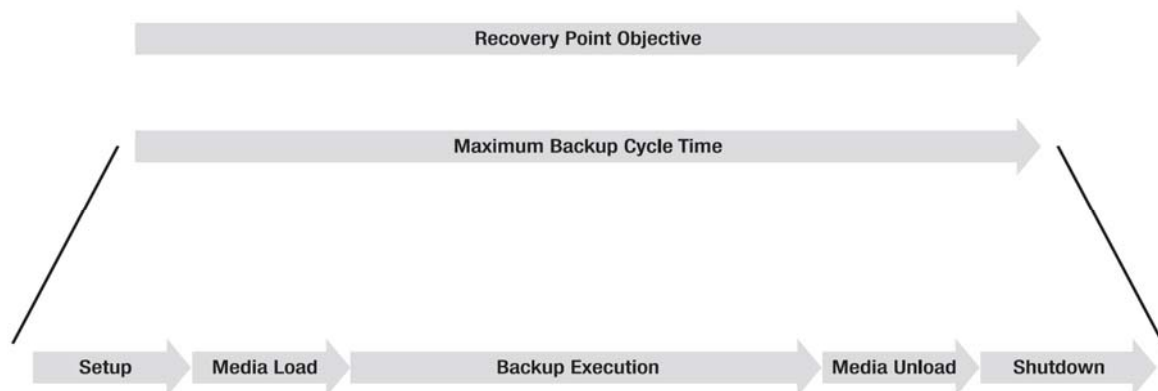 Recovery Point Objective
Maximum Backup Cycle Time
Setup
Media Load
Backup Execution
Media Unload
Shutdown